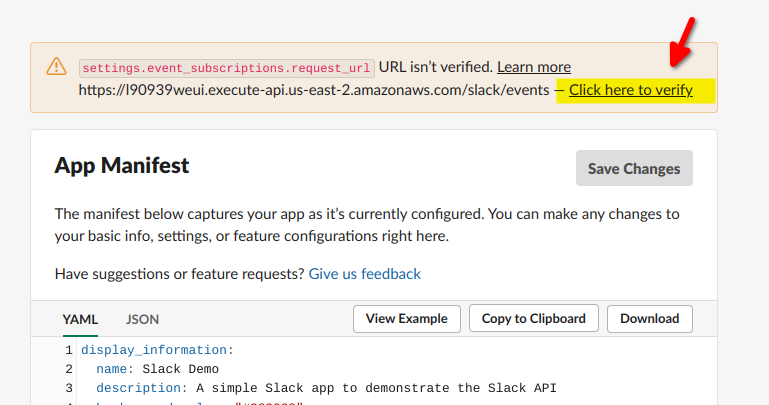 settings.event_subscriptions.request_url URL isn’t verified. Learn more
https://l90939weui.execute-api.us-east-2.amazonaws.com/slack/events — Click here to verify
App Manifest
Save Changes
The manifest below captures your app as it’s currently configured. You can make any changes to
your basic info, settings, or feature configurations right here.
Have suggestions or feature requests? Give us feedback
YAML JSON View Example Copy to Clipboard Download
1 display_information:
2 name: Slack Demo
3 description: A simple Slack app to demonstrate the Slack API